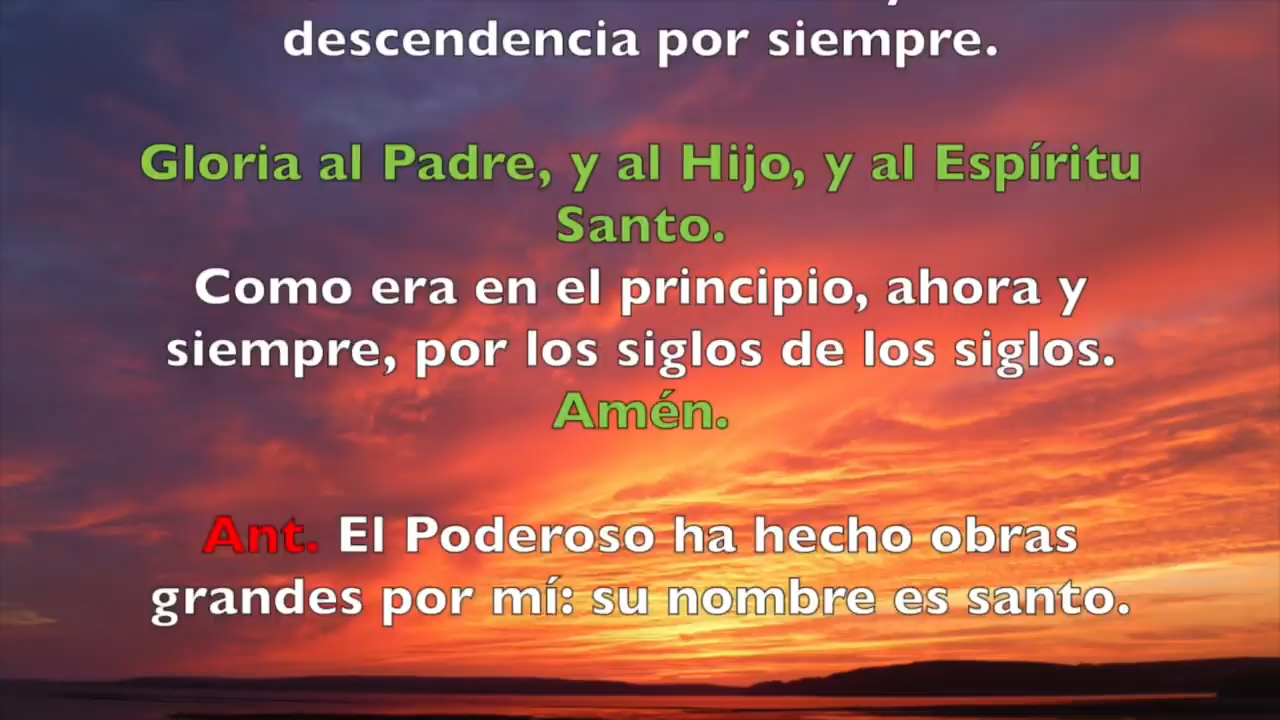 descendencia por siempre.
Gloria al Padre, y al Hijo, y al Espíritu
Santo.
Como era en el principio, ahora y
siempre, por los siglos de los siglos.
Amén.
Ant. El Poderoso ha hecho obras
grandes por mí: su nombre es santo.